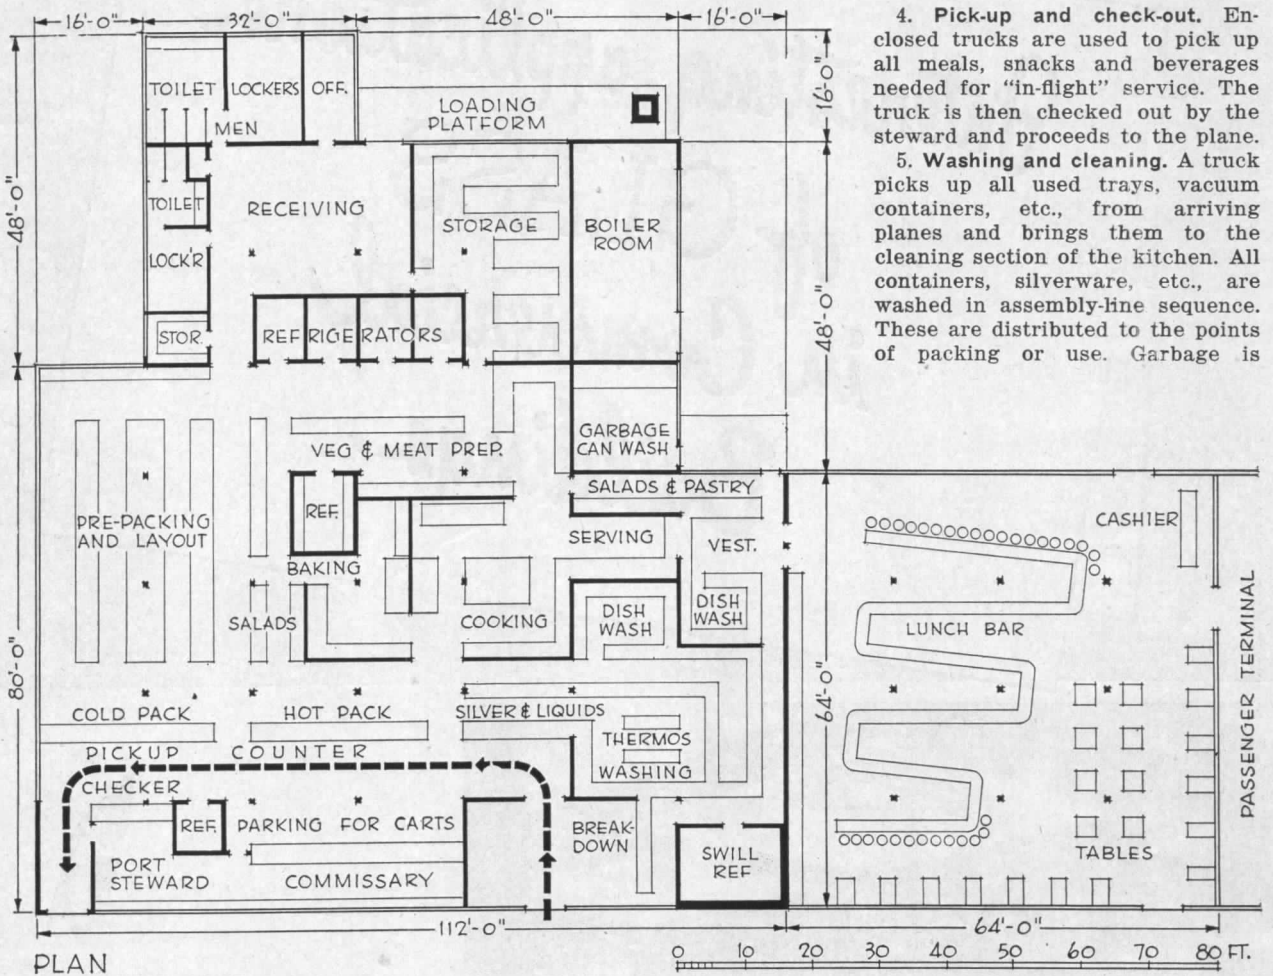 16'-0"
32'-0"
48'-0"
16'-0"
4. Pick-up and check-out. En-
closed trucks are used to pick up
all meals, snacks and beverages
needed for "in-flight" service. The
truck is then checked out by the
steward and proceeds to the plane.
5. Washing and cleaning. A truck
picks up all used trays, vacuum
containers, etc., from arriving
planes and brings them to the
cleaning section of the kitchen. All
containers, silverware, etc., are
washed in assembly-line sequence.
These are distributed to the points
of packing or use. Garbage is
48'-0"
16'-0"
48'-0"
TOILET
LOCKERS
OFF.
MEN
LOADING
PLATFORM
TOILET
RECEIVING
STORAGE
BOILER
ROOM
LOCK'R
STOR.
REFRIGERATORS
VEG & MEAT PREP.
GARBAGE
CAN WASH
SALADS & PASTRY
PRE-PACKING
AND LAYOUT
REF.
BAKING
SERVING
VEST.
CASHIER
SALADS
COOKING
DISH
WASH
DISH
WASH
LUNCH BAR
80'-0"
64'-0"
PASSENGER TERMINAL
COLD PACK
HOT PACK
SILVER & LIQUIDS
THERMOS
WASHING
PICKUP COUNTER
CHECKER
REF.
PARKING FOR CARTS
BREAK-
DOWN
SWILL
REF
TABLES
PORT
STEWARD
COMMISSARY
112'-0"
64'-0"
PLAN
0 10 20 30 40 50 60 70 80 FT.